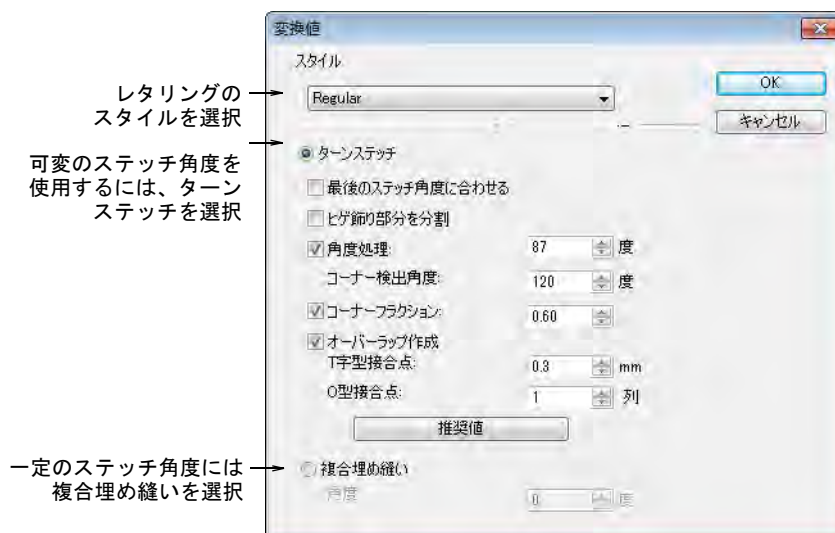 変換値
スタイル
レタリングの
スタイルを選択
Regular
OK
キャンセル
可変のステッチ角度を
使用するには、ターン
ステッチを選択
ターンステッチ
最後のステッチ角度に合わせる
ヒゲ飾り部分を分割
角度処理: 87 度
コーナー検出角度: 120 度
コーナーフラクション: 0.60
オーバーラップ作成
T字型接合点: 0.3 mm
O型接合点: 1 列
推奨値
一定のステッチ角度には
複合埋め縫いを選択
複合埋め縫い
角度 0 度